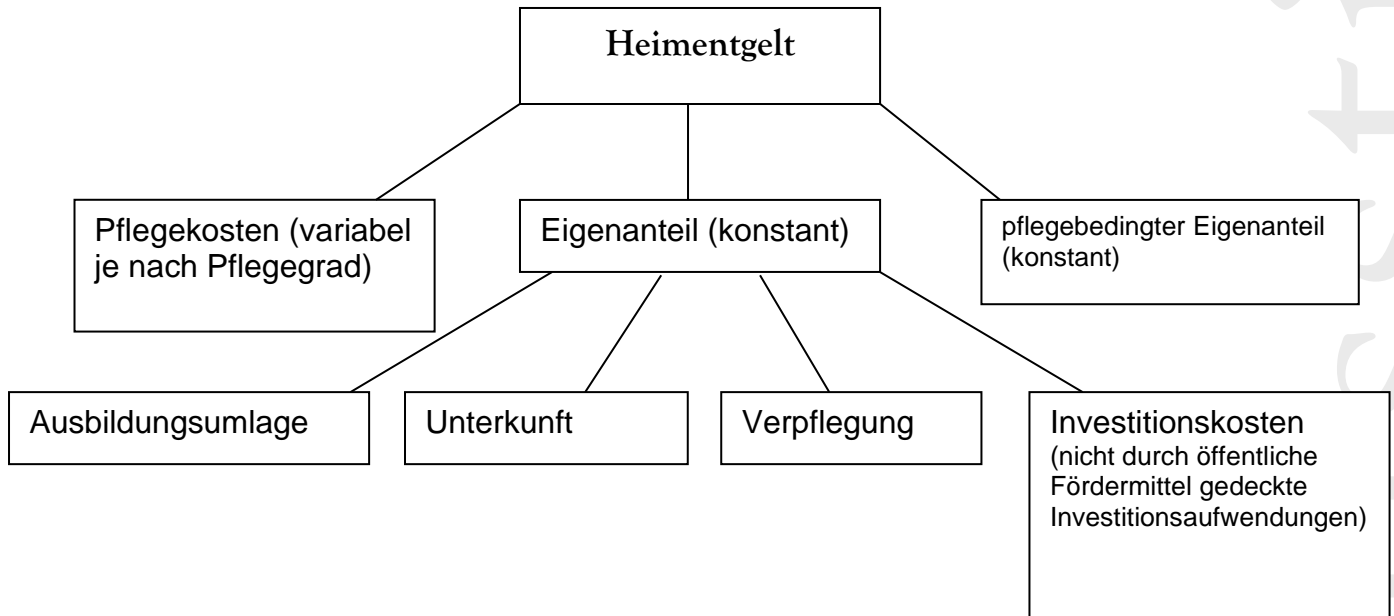 Heimentgelt
Pflegekosten (variabel
je nach Pflegegrad)
Eigenanteil (konstant)
pflegebedingter Eigenanteil
(konstant)
Ausbildungsumlage
Unterkunft
Verpflegung
Investitionskosten
(nicht durch öffentliche
Fördermittel gedeckte
Investitionsaufwendungen)